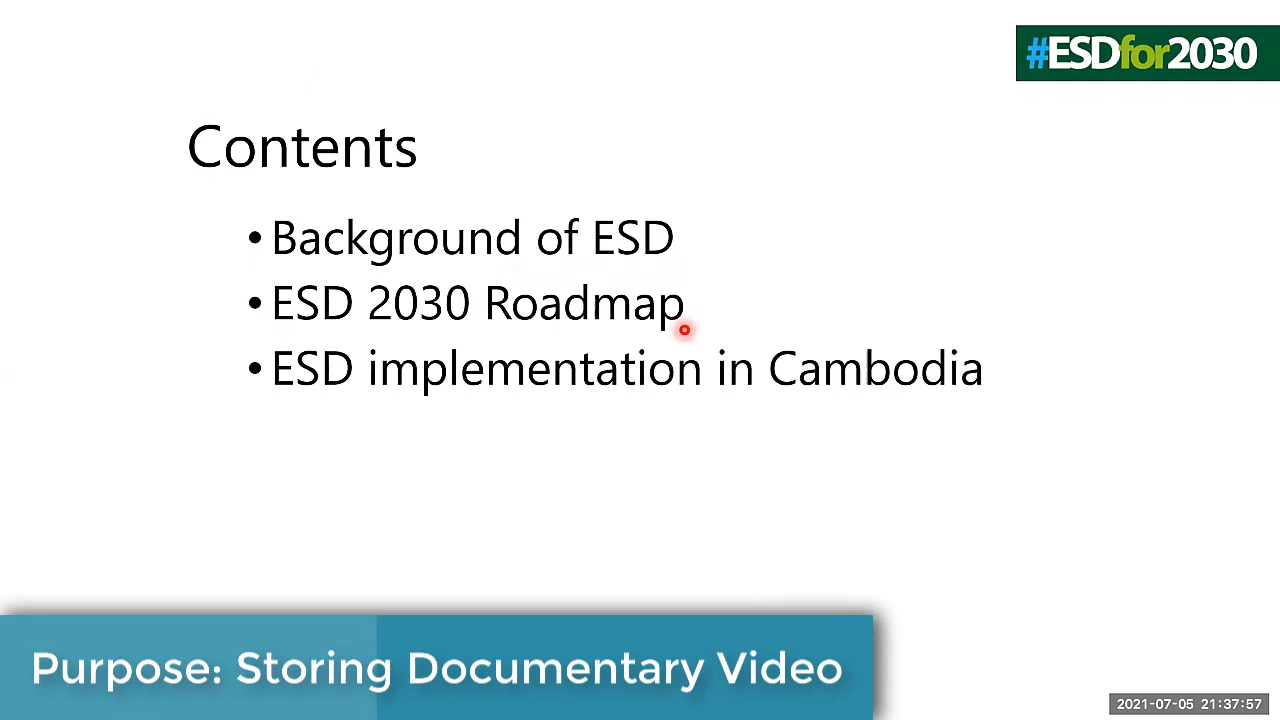 #ESDfor2030
Contents
•Background of ESD
•ESD 2030 Roadmap
•ESD implementation in Cambodia
Purpose: Storing Documentary Video
2021-07-05 21:37:57